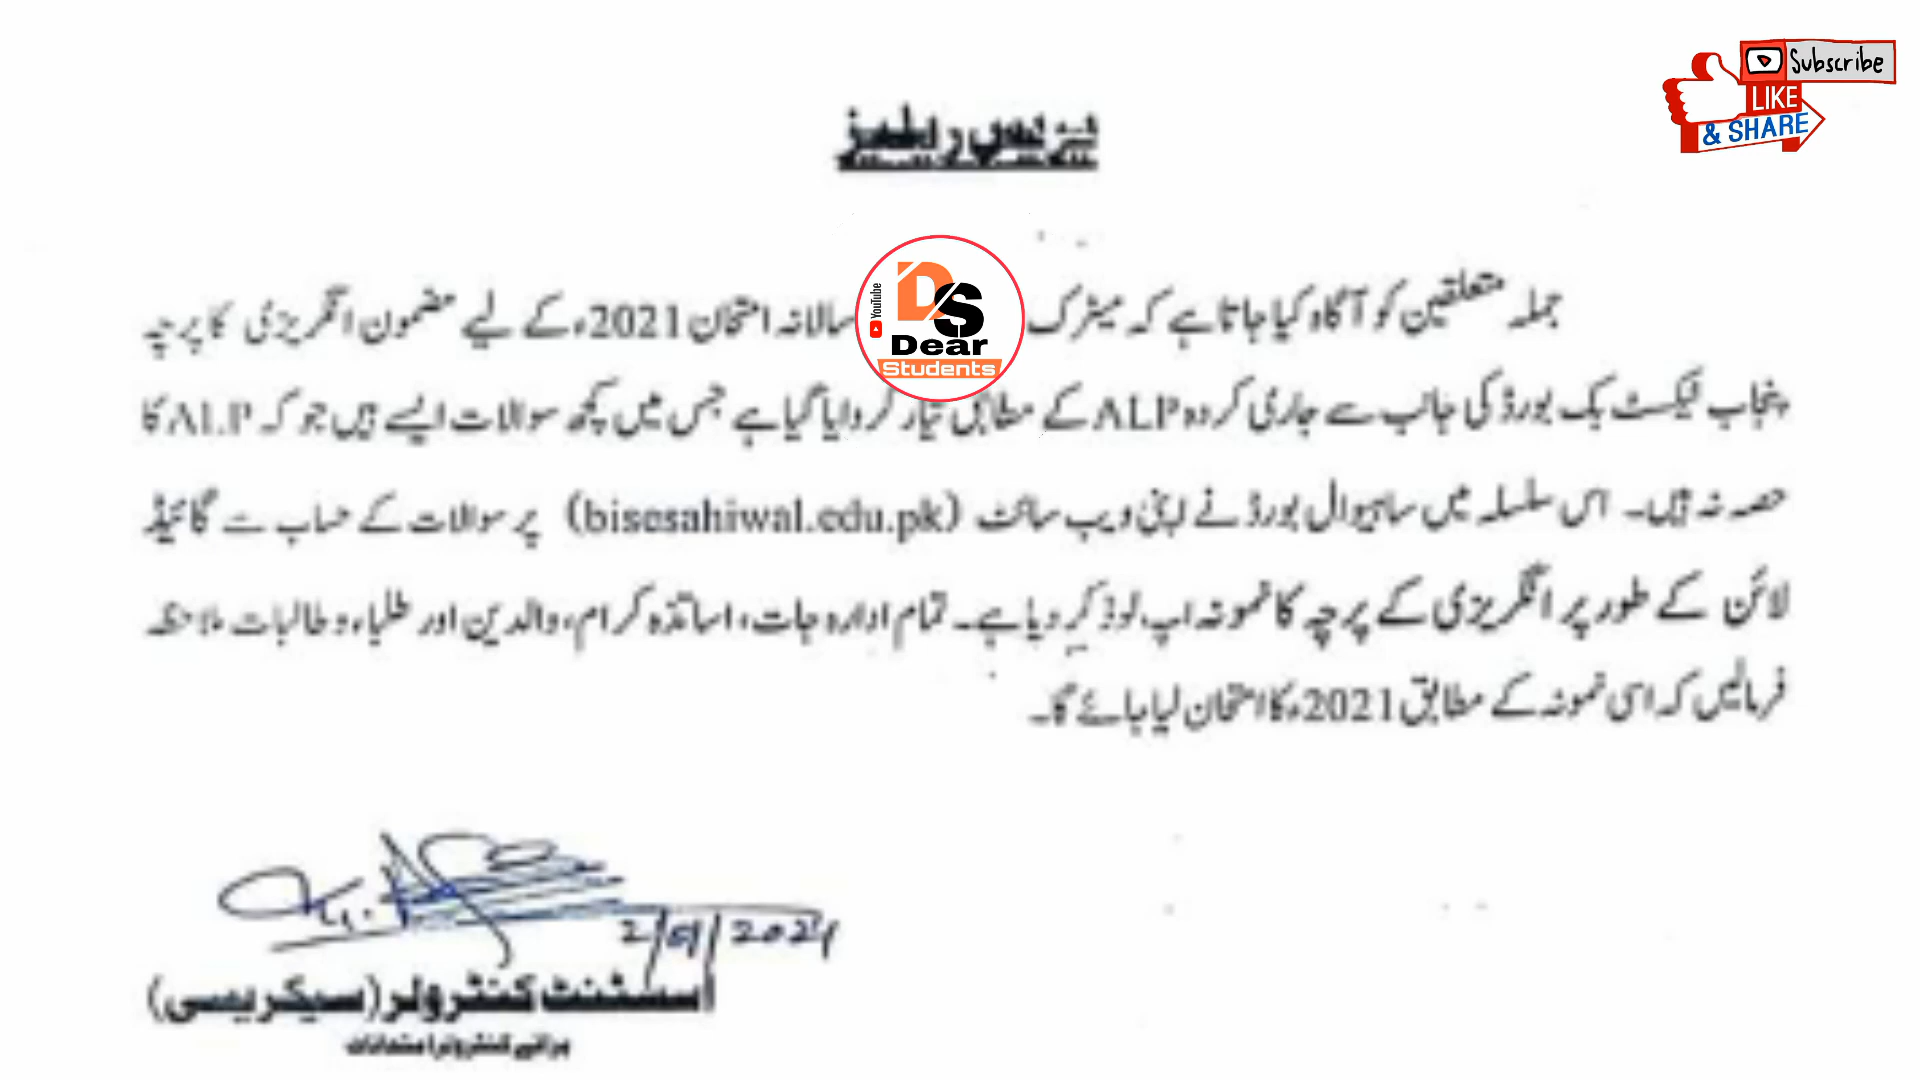 Subscribe
LIKE
& SHARE
پریس ریلیز
جملہ متعلقین کو آگاہ کیا جاتا ہے کہ میٹرک سالانہ امتحان 2021ء کے لیے مضمون انگریزی کا پرچہ
YouTube
DS
Dear
Students
پنجاب ٹیکسٹ بک بورڈ کی جانب سے جاری کردہ ALP کے مطابق تیار کروایا گیا ہے جس میں کچھ سوالات ایسے ہیں جو کہ ALP کا
حصہ نہ ہیں۔ اس سلسلہ میں ساہیوال بورڈ نے اپنی ویب سائٹ (bisesahiwal.edu.pk) پر سوالات کے حساب سے گائیڈ
لائن کے طور پر انگریزی کے پرچہ کا نمونہ اپ لوڈ کر دیا ہے۔ تمام ادارہ جات، اساتذہ کرام، والدین اور طلباء و طالبات ملاحظہ
فرمالیں کہ اسی نمونہ کے مطابق 2021ء کا امتحان لیا جائے گا۔
اسسٹنٹ کنٹرولر (سیکریسی)
برائے کنٹرولر امتحانات